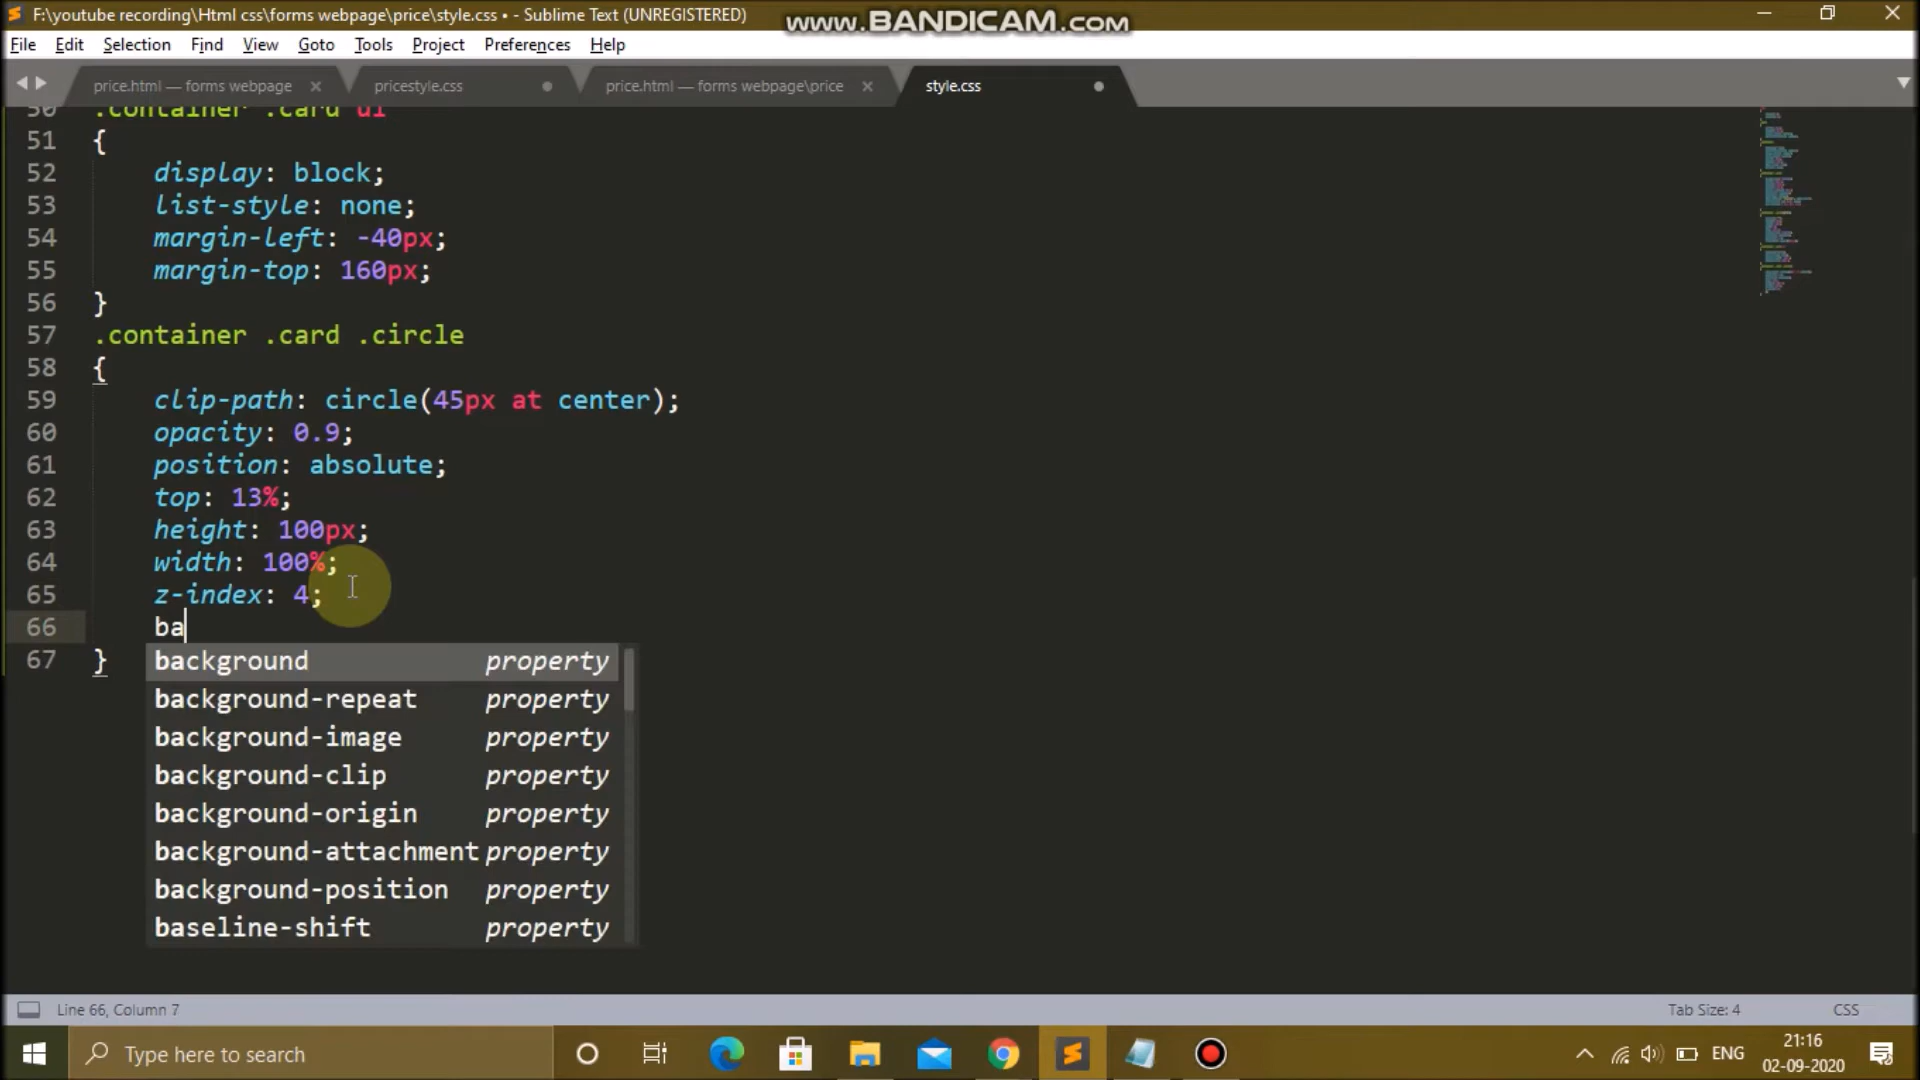 F:\youtube recording\Html css\forms webpage\price\style.css • - Sublime Text (UNREGISTERED)
www.BANDICAM.com
File Edit Selection Find View Goto Tools Project Preferences Help
price.html — forms webpage × pricestyle.css price.html — forms webpage\price × style.css
50 .container .card ul
51 {
52 display: block;
53 list-style: none;
54 margin-left: -40px;
55 margin-top: 160px;
56 }
57 .container .card .circle
58 {
59 clip-path: circle(45px at center);
60 opacity: 0.9;
61 position: absolute;
62 top: 13%;
63 height: 100px;
64 width: 100%;
65 z-index: 4;
66 ba
67 }
background property
background-repeat property
background-image property
background-clip property
background-origin property
background-attachment property
background-position property
baseline-shift property
Line 66, Column 7 Tab Size: 4 CSS
Type here to search
ENG
21:16
02-09-2020